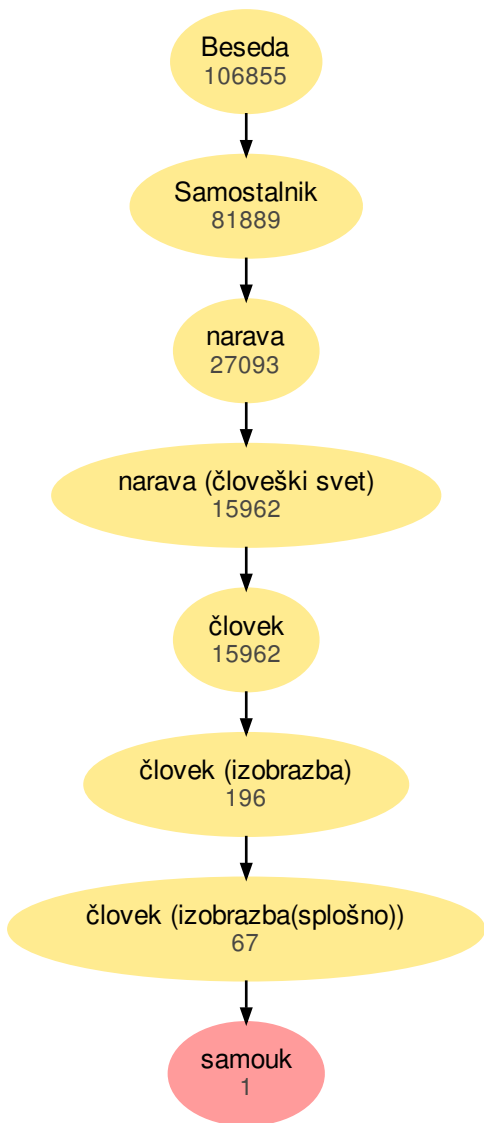 Beseda
106855
Samostalnik
81889
narava
27093
narava (človeški svet)
15962
človek
15962
človek (izobrazba)
196
človek (izobrazba(splošno))
67
samouk
1